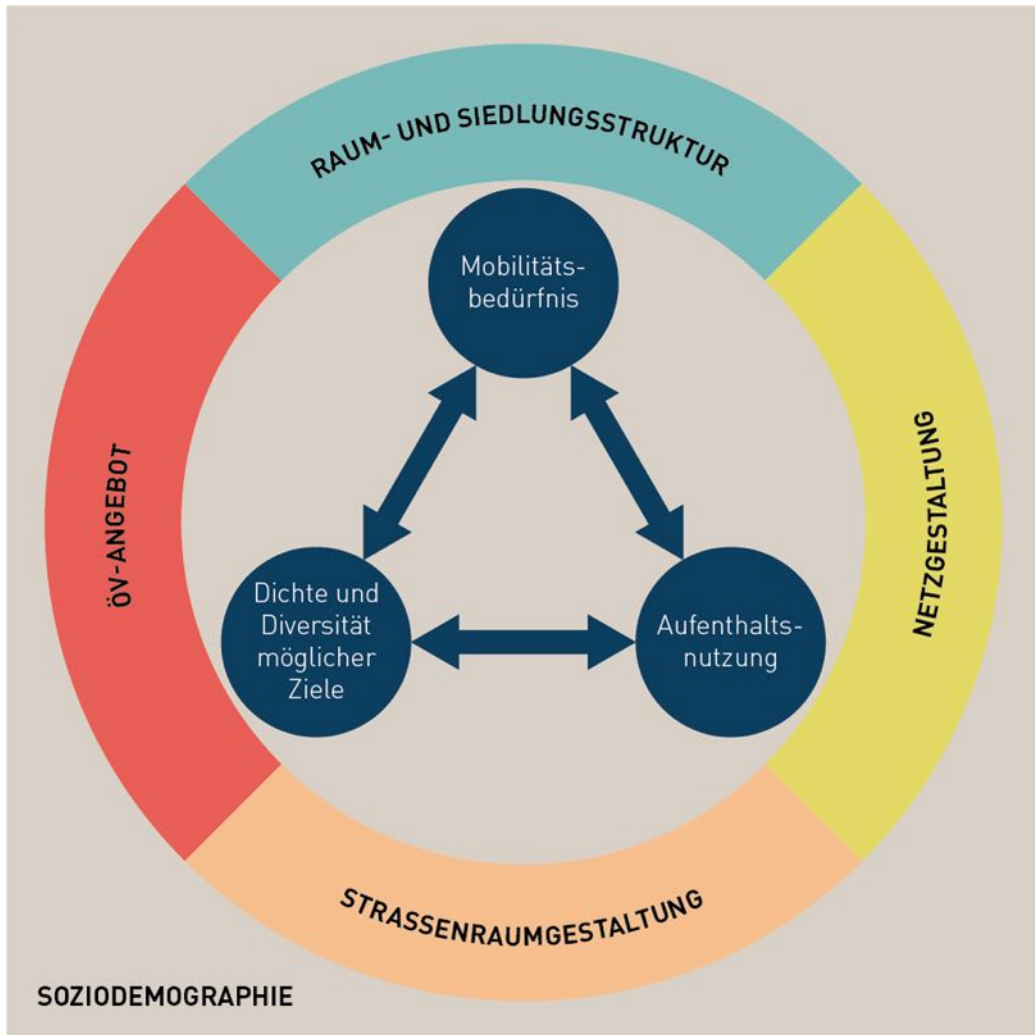 RAUM- UND SIEDLUNGSSTRUKTUR
Mobilitäts-
bedürfnis
ÖV-ANGEBOT
NETZGESTALTUNG
Dichte und
Diversität
möglicher
Ziele
Aufenthalts-
nutzung
STRASSENRAUMGESTALTUNG
SOZIODEMOGRAPHIE